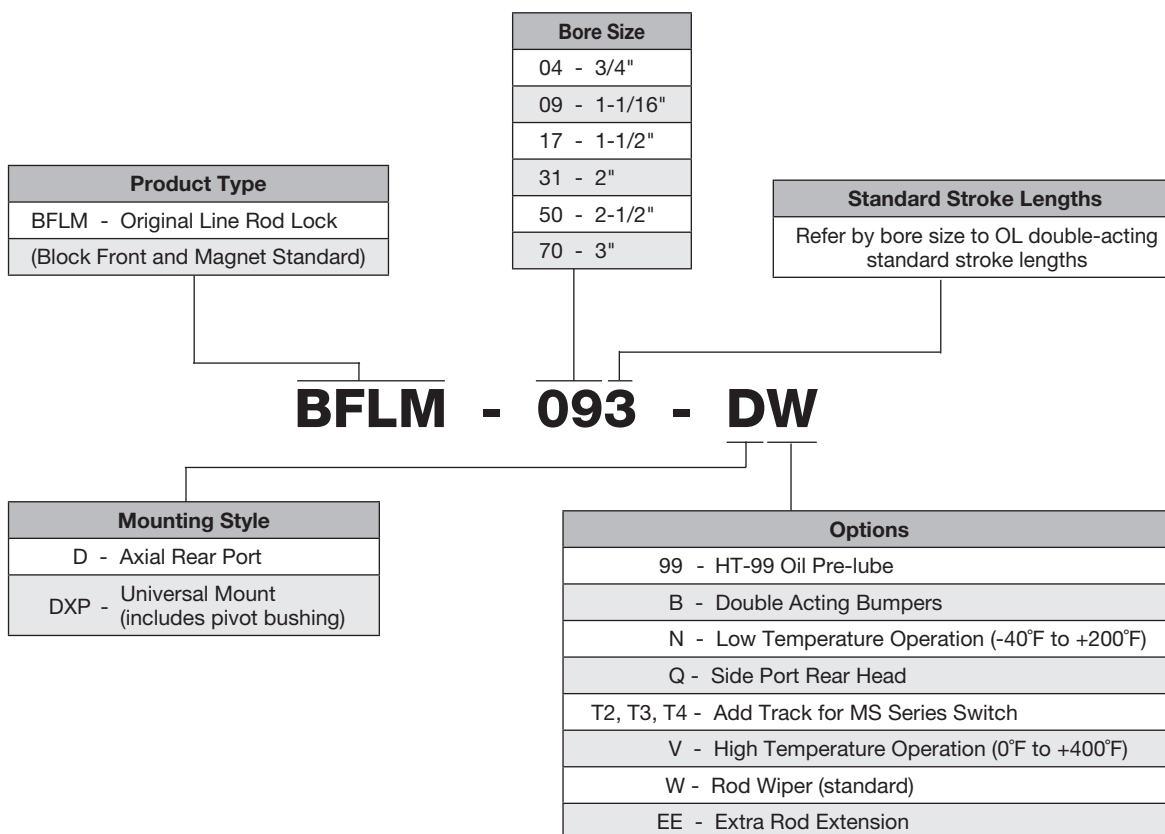 Bore Size
04 - 3/4"
09 - 1-1/16"
17 - 1-1/2"
31 - 2"
50 - 2-1/2"
70 - 3"
Product Type
BFLM - Original Line Rod Lock
(Block Front and Magnet Standard)
Standard Stroke Lengths
Refer by bore size to OL double-acting
standard stroke lengths
BFLM - 093 - DW
Mounting Style
D - Axial Rear Port
DXP - Universal Mount
(includes pivot bushing)
Options
99 - HT-99 Oil Pre-lube
B - Double Acting Bumpers
N - Low Temperature Operation (-40°F to +200°F)
Q - Side Port Rear Head
T2, T3, T4 - Add Track for MS Series Switch
V - High Temperature Operation (0°F to +400°F)
W - Rod Wiper (standard)
EE - Extra Rod Extension